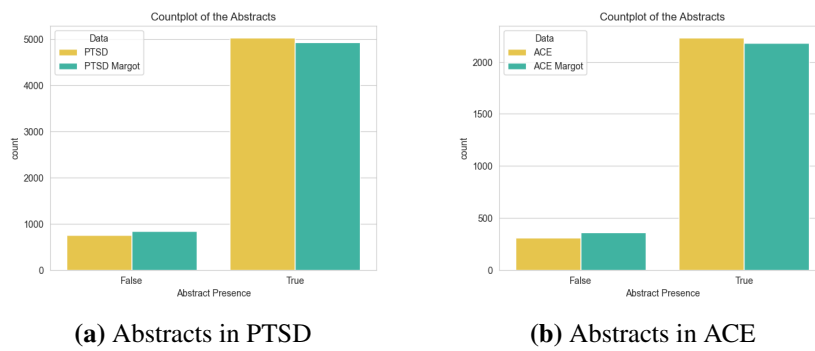 Countplot of the Abstracts
Data
PTSD
PTSD Margot
5000
4000
3000
2000
1000
0
count
False
True
Abstract Presence
(a) Abstracts in PTSD
Countplot of the Abstracts
Data
ACE
ACE Margot
2000
1500
1000
500
0
count
False
True
Abstract Presence
(b) Abstracts in ACE